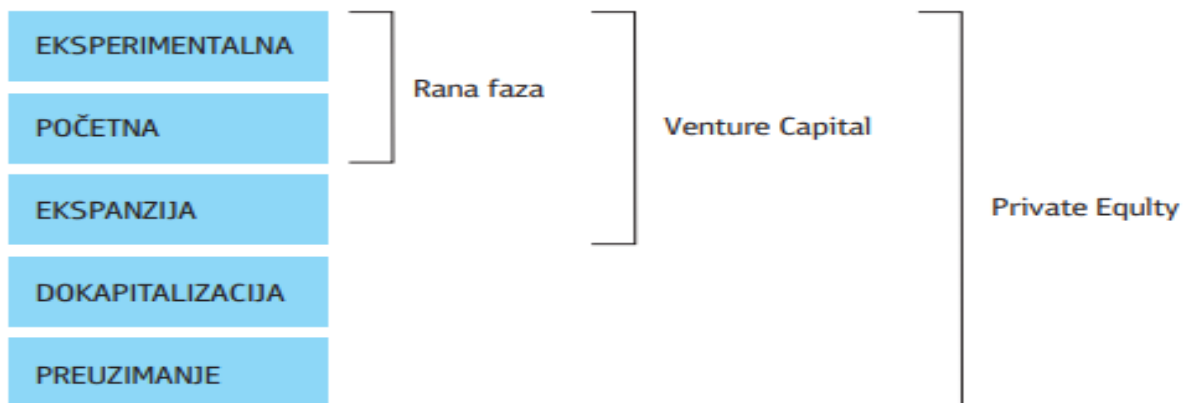 EKSPERIMENTALNA
POČETNA
EKSPANZIJA
DOKAPITALIZACIJA
PREUZIMANJE
Rana faza
Venture Capital
Private Equlty